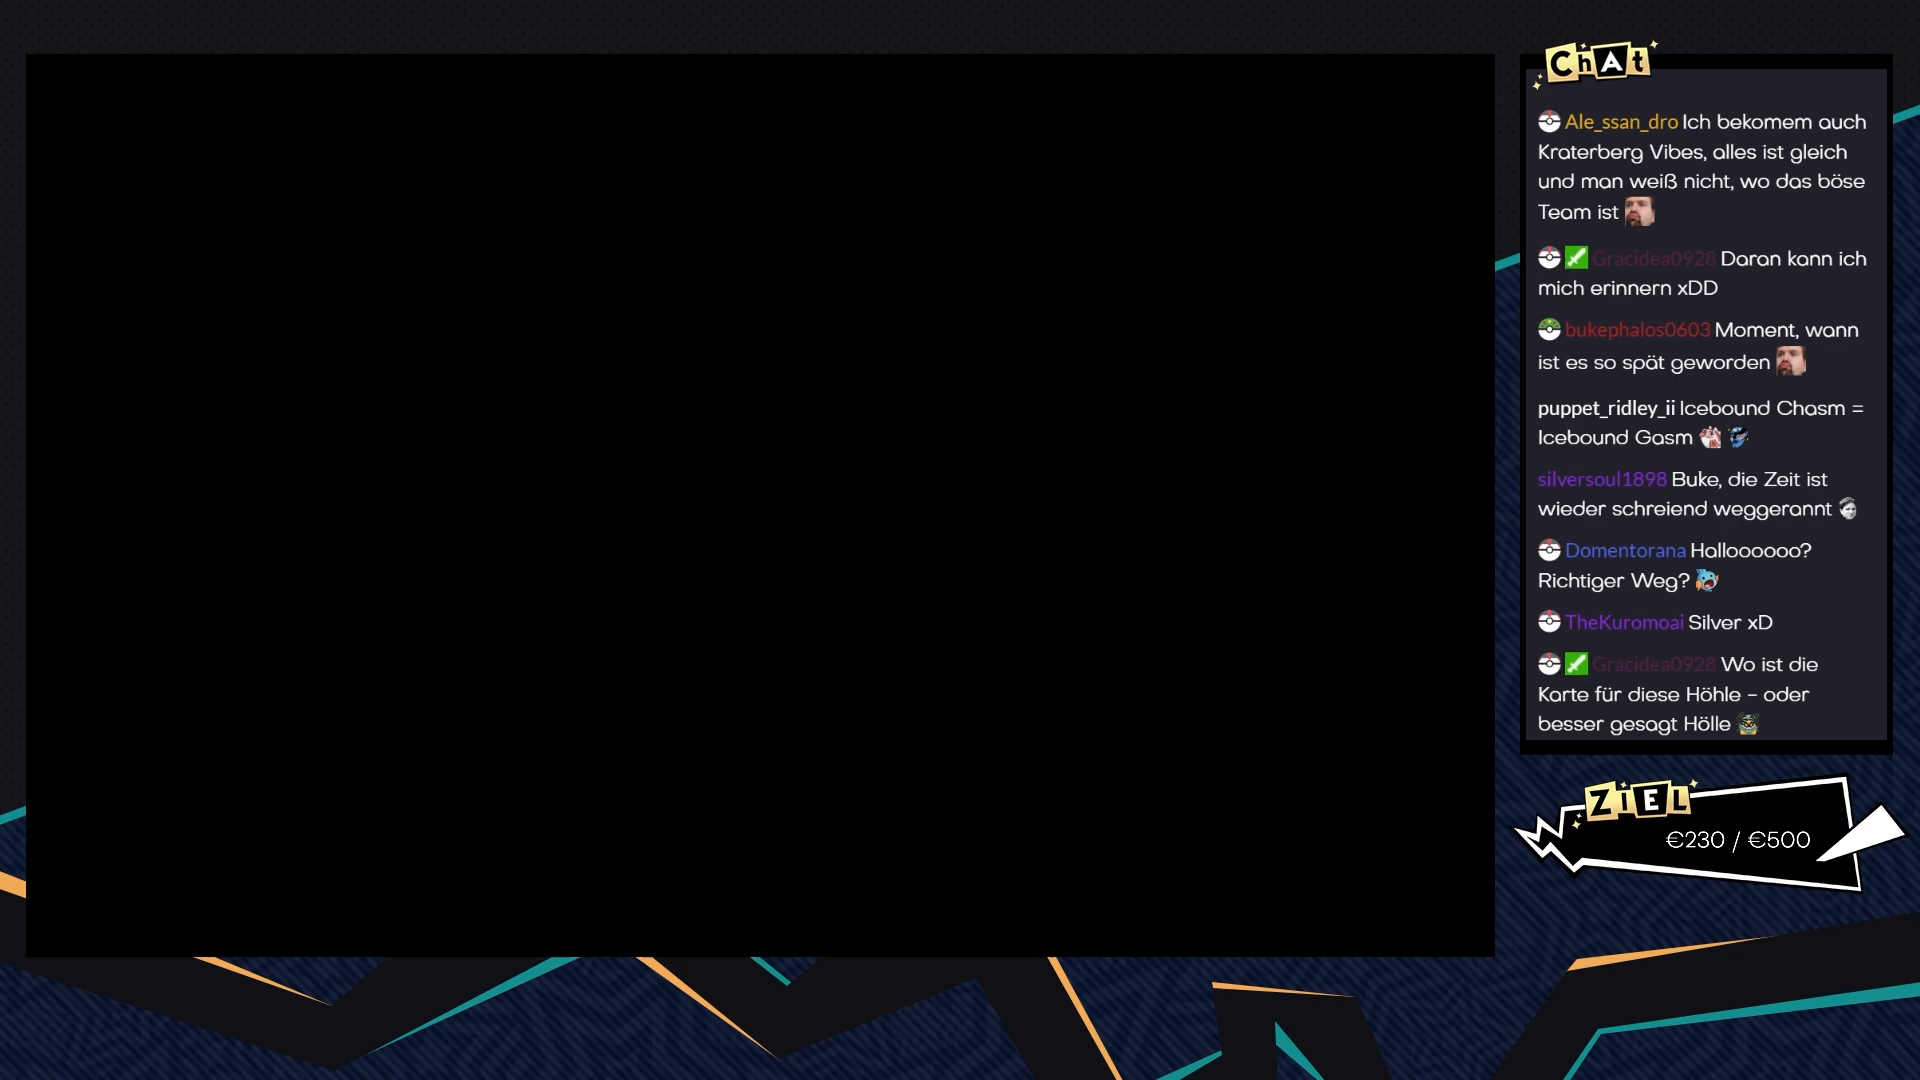 ChAt
Ale_ssan_dro Ich bekomem auch
Kraterberg Vibes, alles ist gleich
und man weiß nicht, wo das böse
Team ist
Gracidea0928 Daran kann ich
mich erinnern xDD
bukephalos0603 Moment, wann
ist es so spät geworden
puppet_ridley_ii Icebound Chasm =
Icebound Gasm
silversoul1898 Buke, die Zeit ist
wieder schreiend weggerannt
Domentorana Halloooooo?
Richtiger Weg?
TheKuromoai Silver xD
Gracidea0928 Wo ist die
Karte für diese Höhle - oder
besser gesagt Hölle
ZiEL
€230 / €500